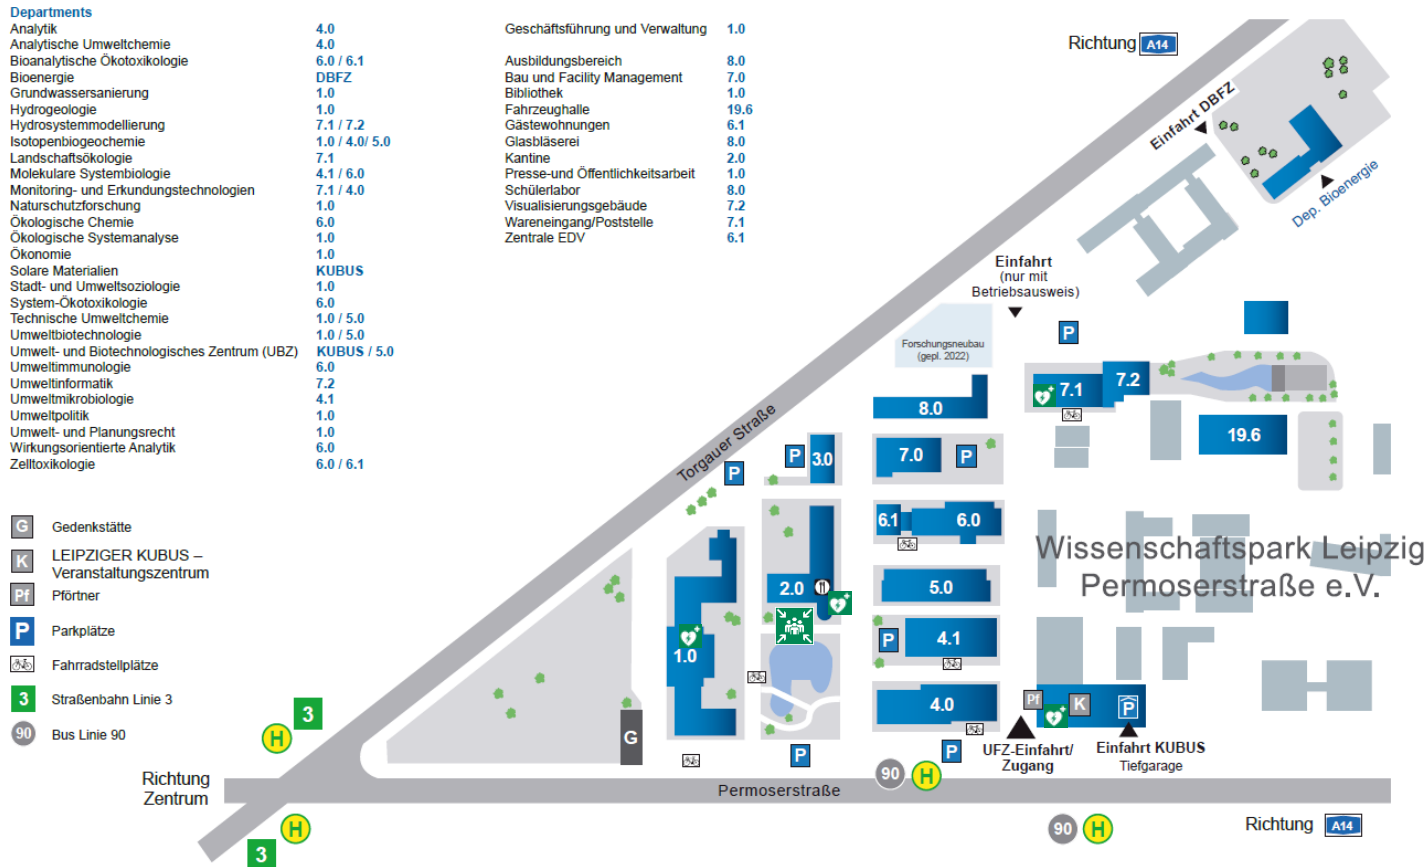 Departments
Analytik 4.0
Analytische Umweltchemie 4.0
Bioanalytische Ökotoxikologie 6.0 / 6.1
Bioenergie DBFZ
Grundwassersanierung 1.0
Hydrogeologie 1.0
Hydrosystemmodellierung 7.1 / 7.2
Isotopenbiogeochemie 1.0 / 4.0/ 5.0
Landschaftsökologie 7.1
Molekulare Systembiologie 4.1 / 6.0
Monitoring- und Erkundungstechnologien 7.1 / 4.0
Naturschutzforschung 1.0
Ökologische Chemie 6.0
Ökologische Systemanalyse 1.0
Ökonomie 1.0
Solare Materialien KUBUS
Stadt- und Umweltsoziologie 1.0
System-Ökotoxikologie 6.0
Technische Umweltchemie 1.0 / 5.0
Umweltbiotechnologie 1.0 / 5.0
Umwelt- und Biotechnologisches Zentrum (UBZ) KUBUS / 5.0
Umweltimmunologie 6.0
Umweltinformatik 7.2
Umweltmikrobiologie 4.1
Umweltpolitik 1.0
Umwelt- und Planungsrecht 1.0
Wirkungsorientierte Analytik 6.0
Zelltoxikologie 6.0 / 6.1
Geschäftsführung und Verwaltung 1.0
Ausbildungsbereich 8.0
Bau und Facility Management 7.0
Bibliothek 1.0
Fahrzeughalle 19.6
Gästewohnungen 6.1
Glasbläserei 8.0
Kantine 2.0
Presse-und Öffentlichkeitsarbeit 1.0
Schülerlabor 8.0
Visualisierungsgebäude 7.2
Wareneingang/Poststelle 7.1
Zentrale EDV 6.1
G Gedenkstätte
K LEIPZIGER KUBUS –
Veranstaltungszentrum
Pf Pförtner
P Parkplätze
Fahrradstellplätze
3 Straßenbahn Linie 3
90 Bus Linie 90
Richtung A14
Einfahrt DBFZ
Dep. Bioenergie
Einfahrt
(nur mit
Betriebsausweis)
Forschungsneubau
(gepl. 2022)
P
7.1
7.2
8.0
19.6
Torgauer Straße
P
P
3.0
7.0
P
6.1
6.0
Wissenschaftspark Leipzig
Permoserstraße e.V.
2.0
5.0
1.0
P
4.1
4.0
Pf
K
P
G
3
H
P
P
UFZ-Einfahrt/
Zugang
Einfahrt KUBUS
Tiefgarage
Richtung
Zentrum
90
H
Permoserstraße
H
3
90
H
Richtung A14